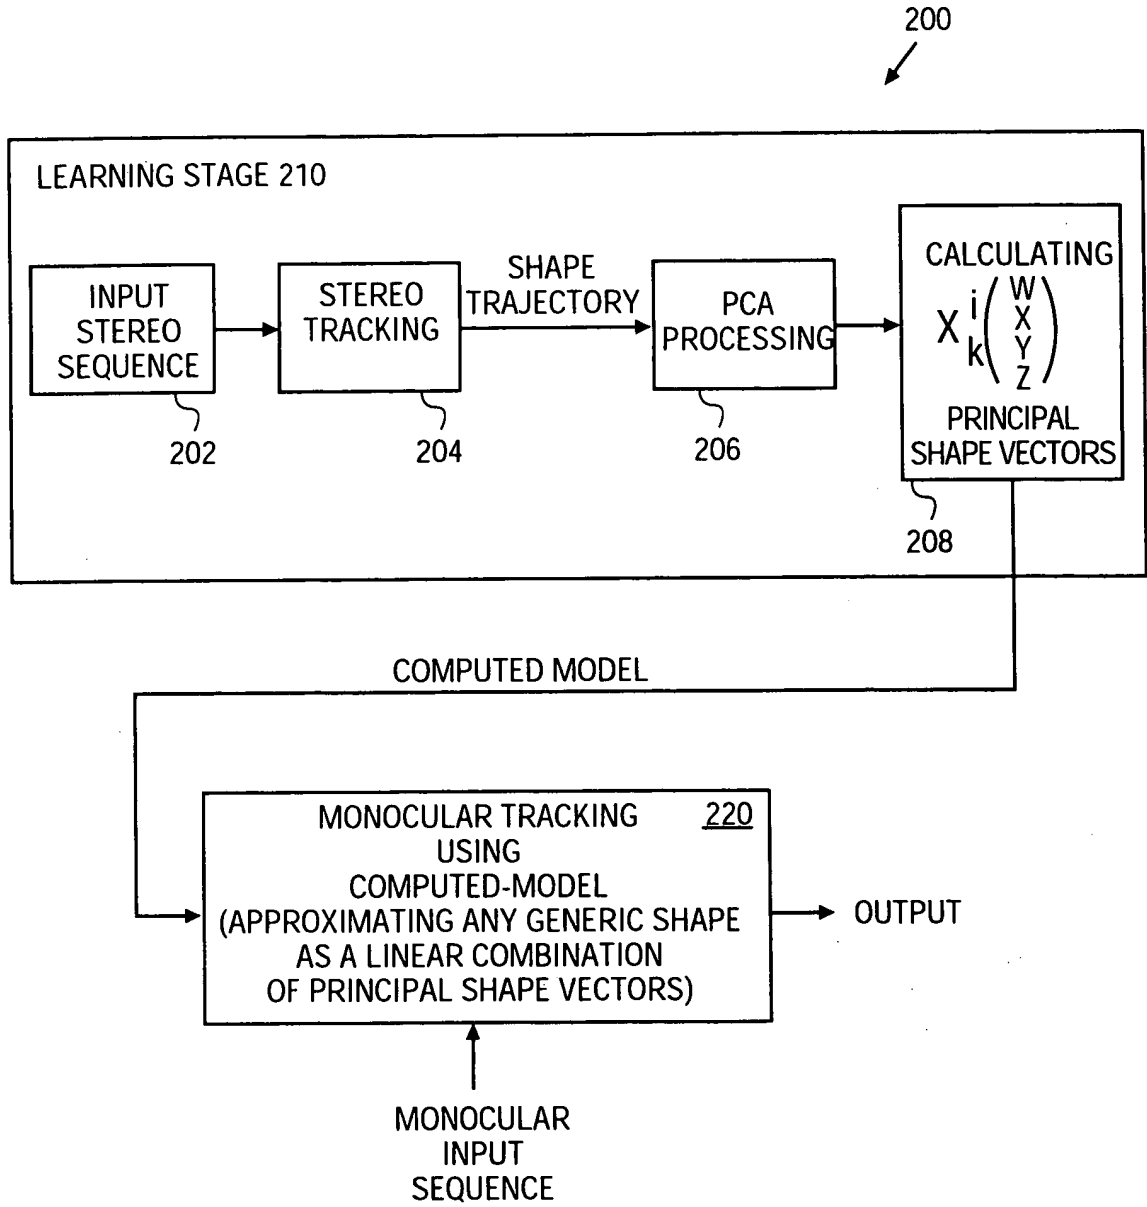 200
LEARNING STAGE 210
INPUT
STEREO
SEQUENCE
202
STEREO
TRACKING
204
SHAPE
TRAJECTORY
PCA
PROCESSING
206
CALCULATING
X i k ( W X Y Z )
PRINCIPAL
SHAPE VECTORS
208
COMPUTED MODEL
MONOCULAR TRACKING 220
USING
COMPUTED-MODEL
(APPROXIMATING ANY GENERIC SHAPE
AS A LINEAR COMBINATION
OF PRINCIPAL SHAPE VECTORS)
OUTPUT
MONOCULAR
INPUT
SEQUENCE